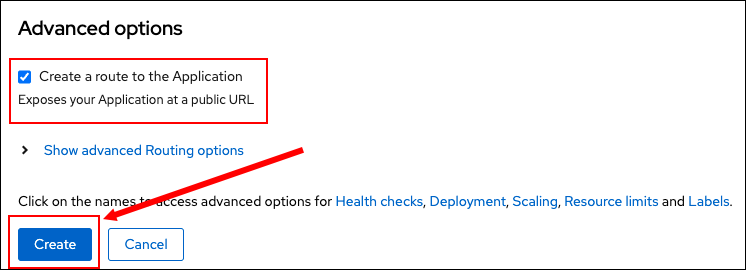 Advanced options
Create a route to the Application
Exposes your Application at a public URL
Show advanced Routing options
Click on the names to access advanced options for Health checks, Deployment, Scaling, Resource limits and Labels.
Create Cancel